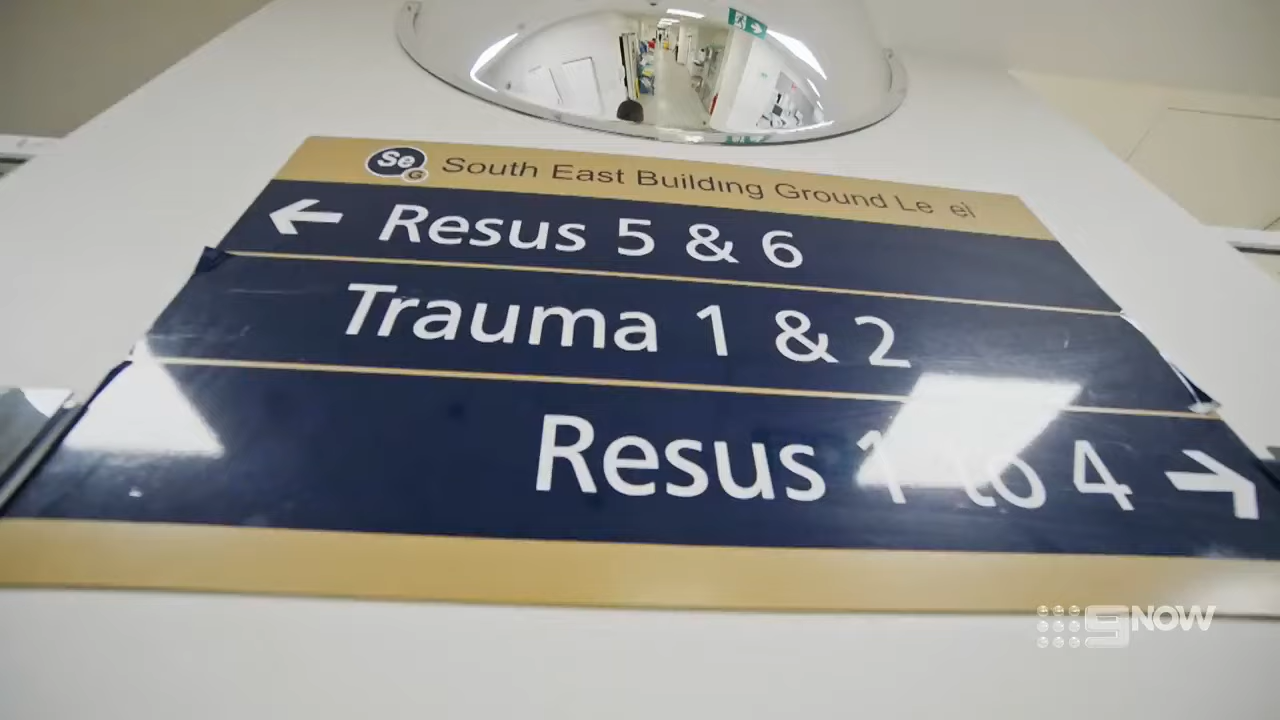 Se G South East Building Ground Le el
← Resus 5 & 6
Trauma 1 & 2
Resus 1 to 4 →
9NOW